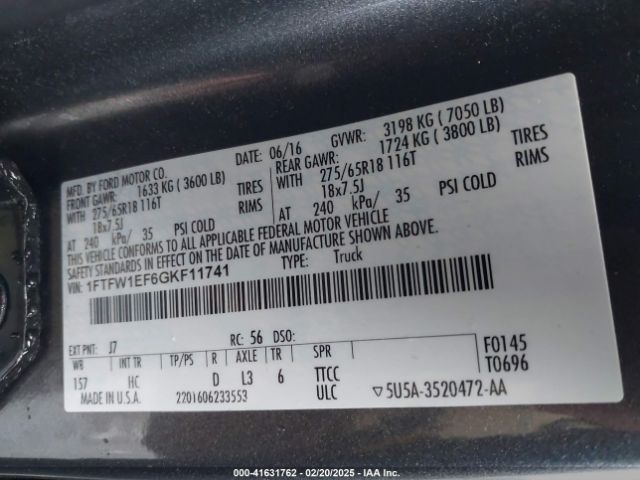 MFD. BY FORD MOTOR CO.
DATE: 06/16 GVWR: 3198 KG ( 7050 LB)
FRONT GAWR: 1633 KG ( 3600 LB) REAR GAWR: 1724 KG ( 3800 LB)
WITH 275/65R18 116T TIRES WITH 275/65R18 116T TIRES
18x7.5J RIMS 18x7.5J RIMS
AT 240 kPa/ 35 PSI COLD AT 240 kPa/ 35 PSI COLD
THIS VEHICLE CONFORMS TO ALL APPLICABLE FEDERAL MOTOR VEHICLE
SAFETY STANDARDS IN EFFECT ON THE DATE OF MANUFACTURE SHOWN ABOVE.
VIN: 1FTFW1EF6GKF11741 TYPE: Truck
EXT PNT: J7 RC: 56 DSO:
WB INT TR TP/PS R AXLE TR SPR F0145
T0696
157 HC D L3 6 TTCC
MADE IN U.S.A. 2201606233553 ULC ▽5U5A-3520472-AA
000-41631762 - 02/20/2025 - IAA Inc.